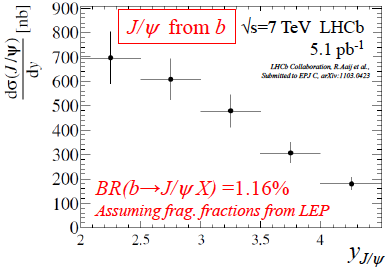 J/ψ from b
√s=7 TeV LHCb
5.1 pb⁻¹
LHCb Collaboration, R.Aaij et al.,
Submitted to EPJ C, arXiv:1103.0423
dσ(J/ψ)/dy [nb]
900
800
700
600
500
400
300
200
100
0
BR(b→J/ψ X) =1.16%
Assuming frag. fractions from LEP
2 2.5 3 3.5 4
y_J/ψ